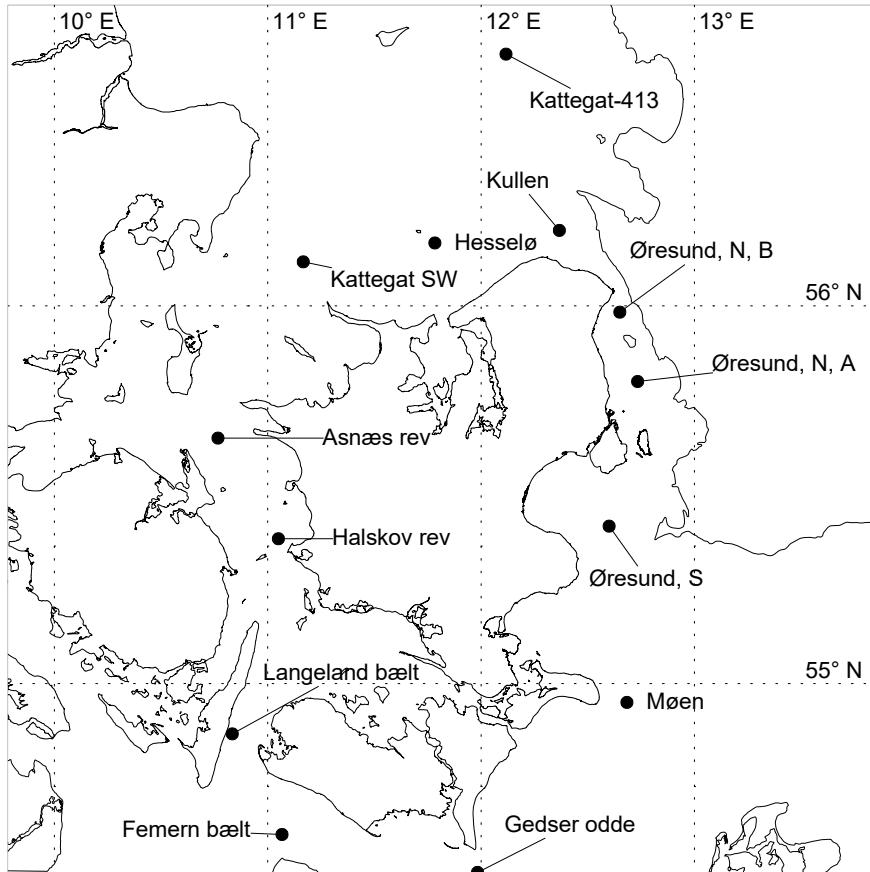 10° E
11° E
12° E
13° E
Kattegat-413
Kullen
Hesselø
Øresund, N, B
Kattegat SW
56° N
Øresund, N, A
Asnæs rev
Halskov rev
Øresund, S
Langeland bælt
55° N
Møen
Femern bælt
Gedser odde